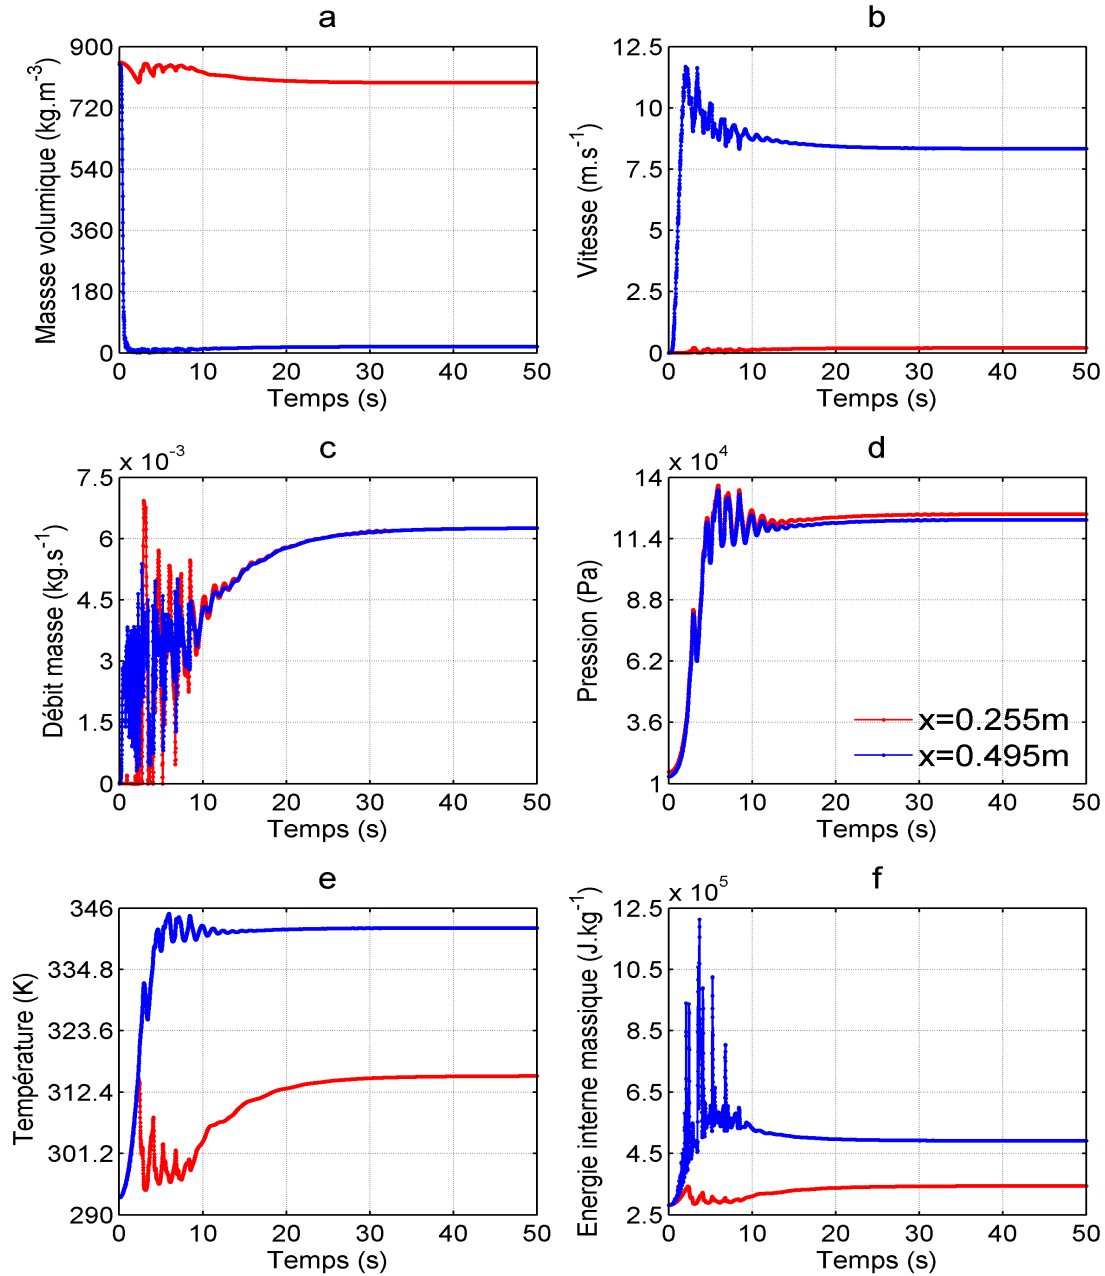 a
Massse volumique (kg.m⁻³)
900
720
540
360
180
0
0 10 20 30 40 50
Temps (s)
b
Vitesse (m.s⁻¹)
12.5
10
7.5
5
2.5
0
0 10 20 30 40 50
Temps (s)
c
x 10⁻³
Débit masse (kg.s⁻¹)
7.5
6
4.5
3
1.5
0
0 10 20 30 40 50
Temps (s)
d
x 10⁴
Pression (Pa)
14
11.4
8.8
6.2
3.6
1
x=0.255m
x=0.495m
0 10 20 30 40 50
Temps (s)
e
Température (K)
346
334.8
323.6
312.4
301.2
290
0 10 20 30 40 50
Temps (s)
f
x 10⁵
Energie interne massique (J.kg⁻¹)
12.5
10.5
8.5
6.5
4.5
2.5
0 10 20 30 40 50
Temps (s)